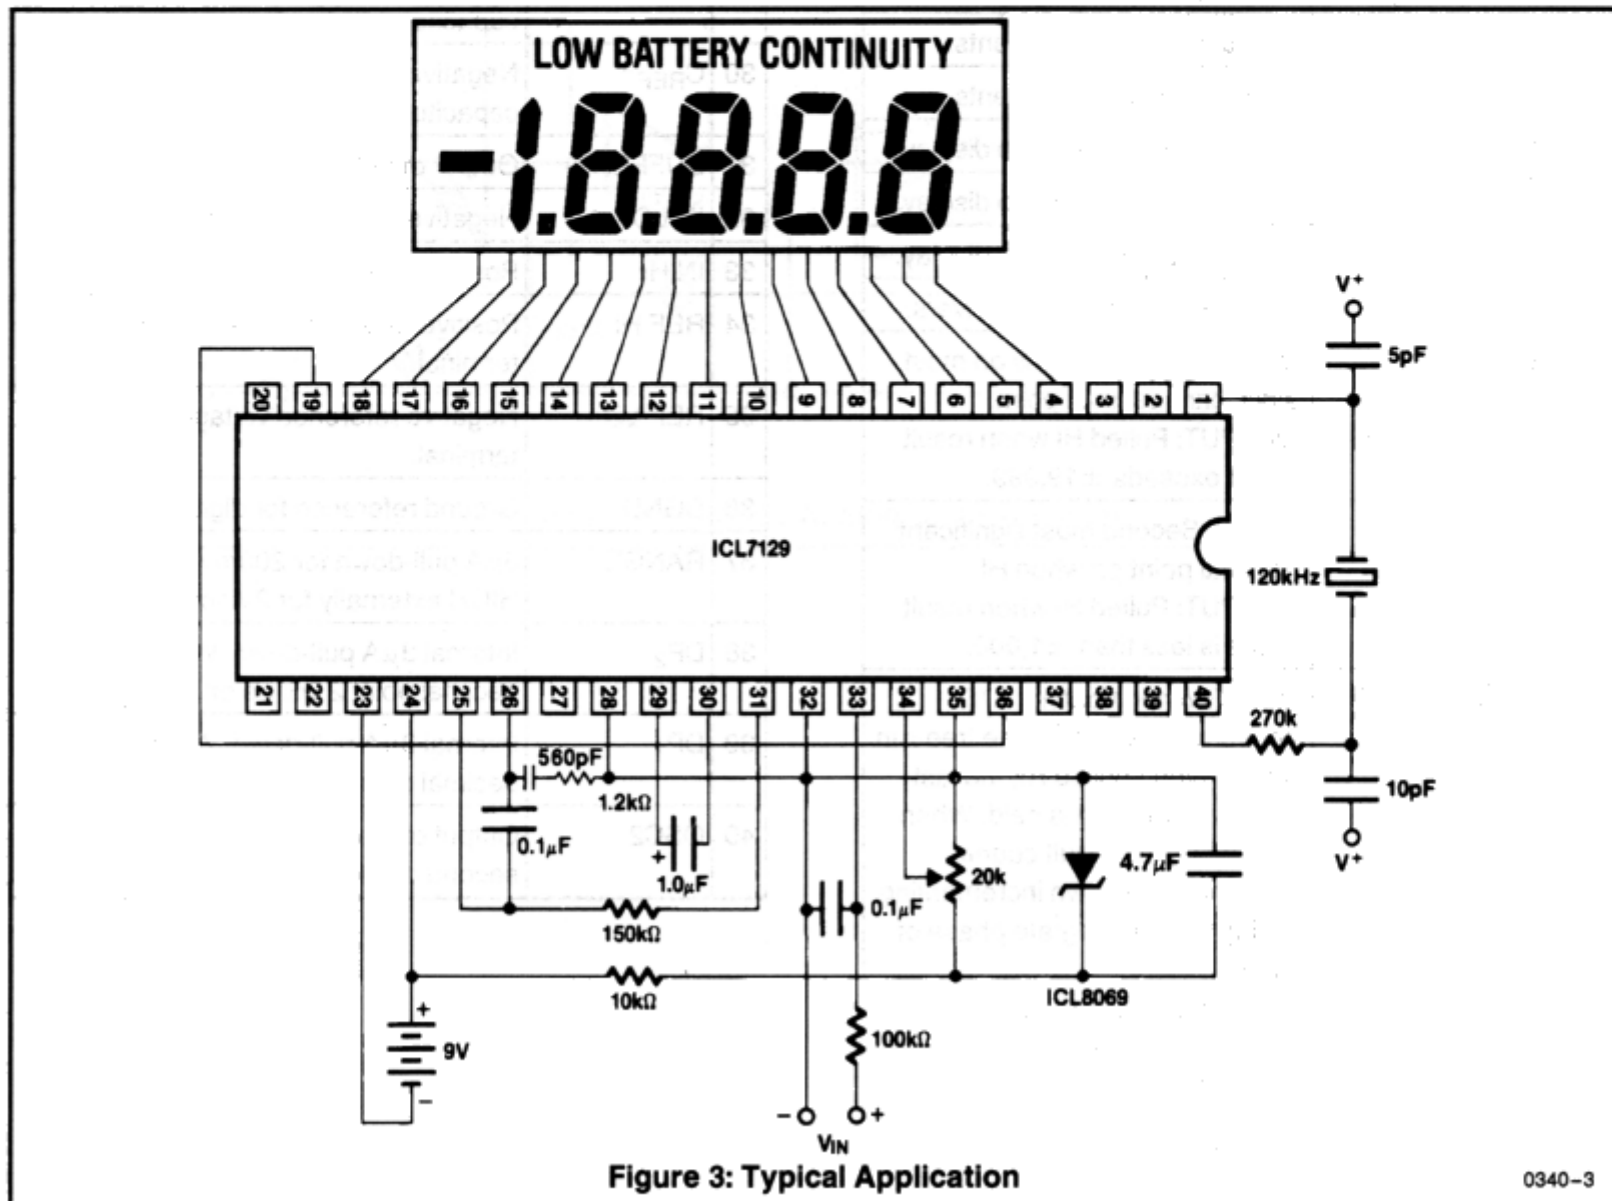 LOW BATTERY CONTINUITY
-1.8.8.8.8
V+
5pF
20 19 18 17 16 15 14 13 12 11 10 9 8 7 6 5 4 3 2 1
ICL7129
120kHz
21 22 23 24 25 26 27 28 29 30 31 32 33 34 35 36 37 38 39 40
270k
560pF
1.2kΩ
10pF
0.1μF
+
1.0μF
20k
4.7μF
V+
0.1μF
150kΩ
10kΩ
ICL8069
+
9V
100kΩ
−
− +
VIN
Figure 3: Typical Application
0340–3